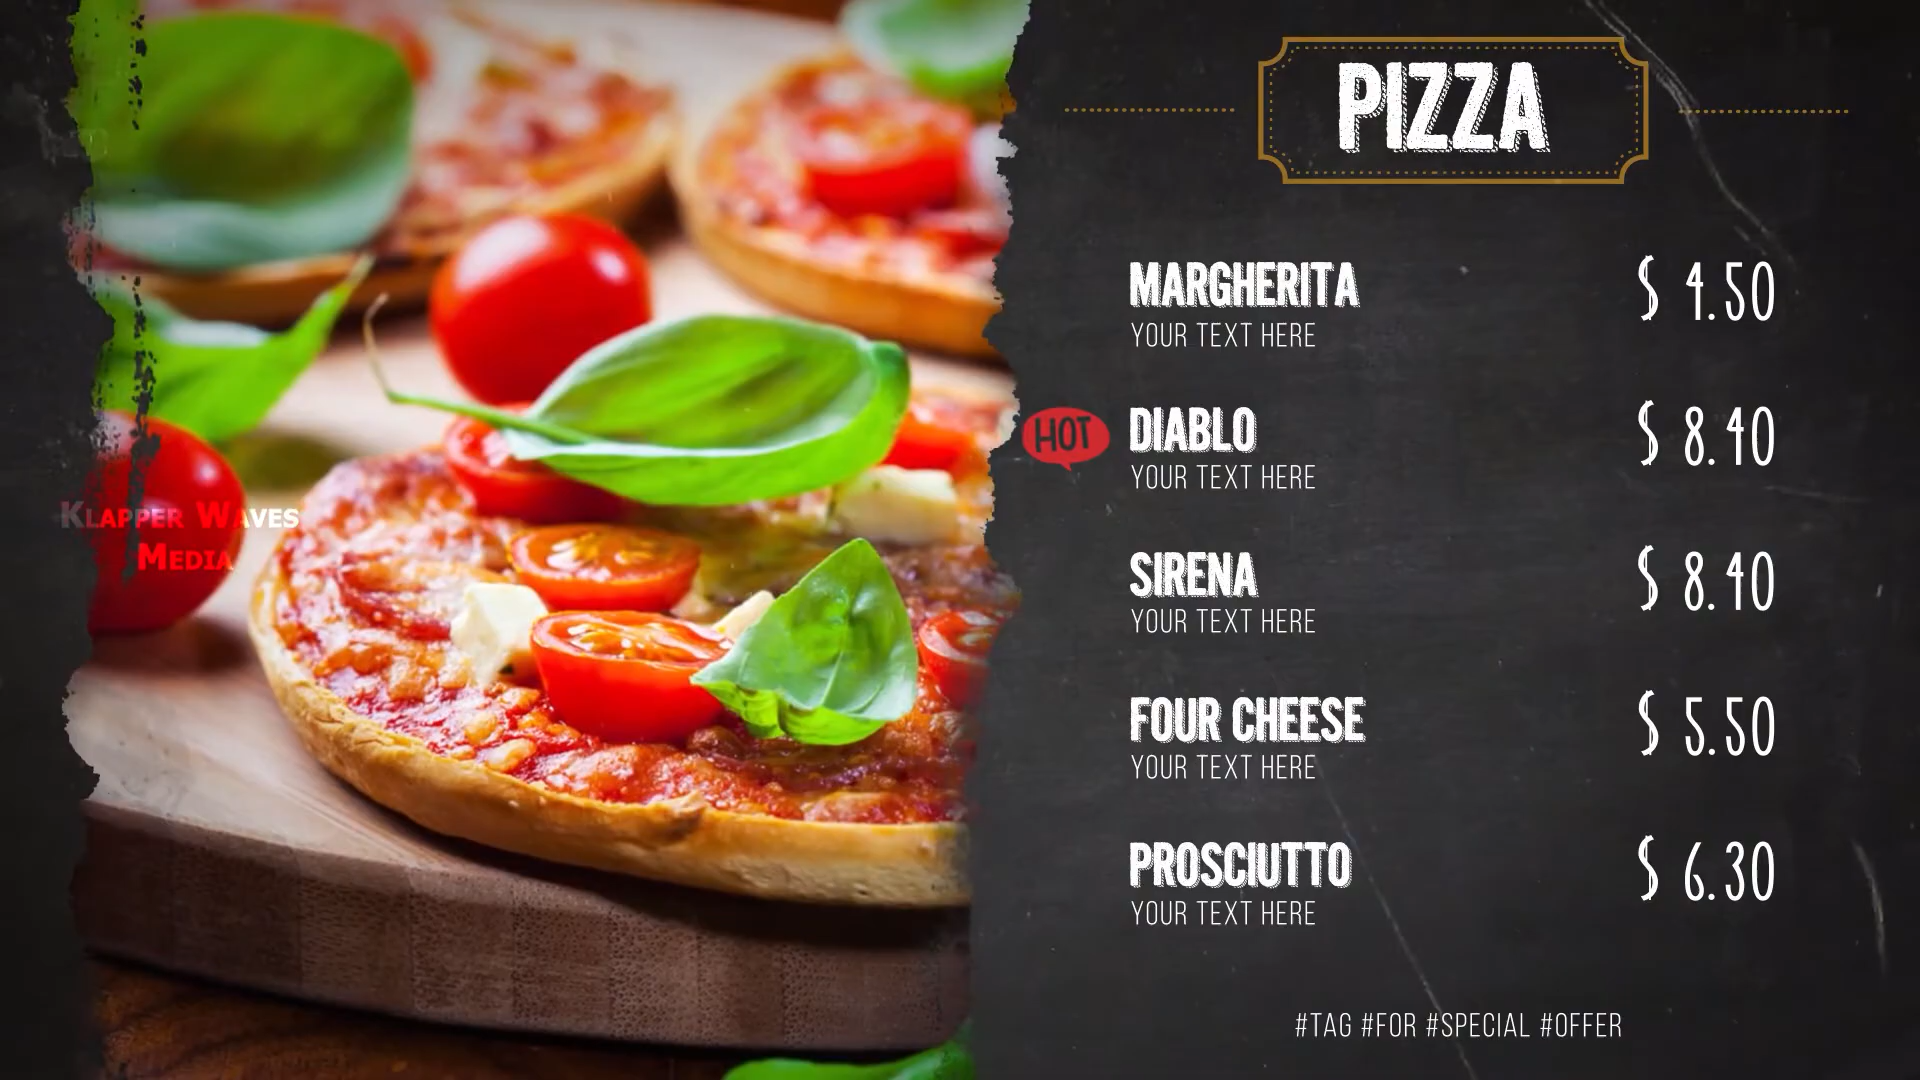 PIZZA
MARGHERITA
$ 4.50
YOUR TEXT HERE
HOT
DIABLO
$ 8.40
YOUR TEXT HERE
SIRENA
$ 8.40
YOUR TEXT HERE
FOUR CHEESE
$ 5.50
YOUR TEXT HERE
PROSCIUTTO
$ 6.30
YOUR TEXT HERE
#TAG #FOR #SPECIAL #OFFER
KLAPPER WAVES
MEDIA